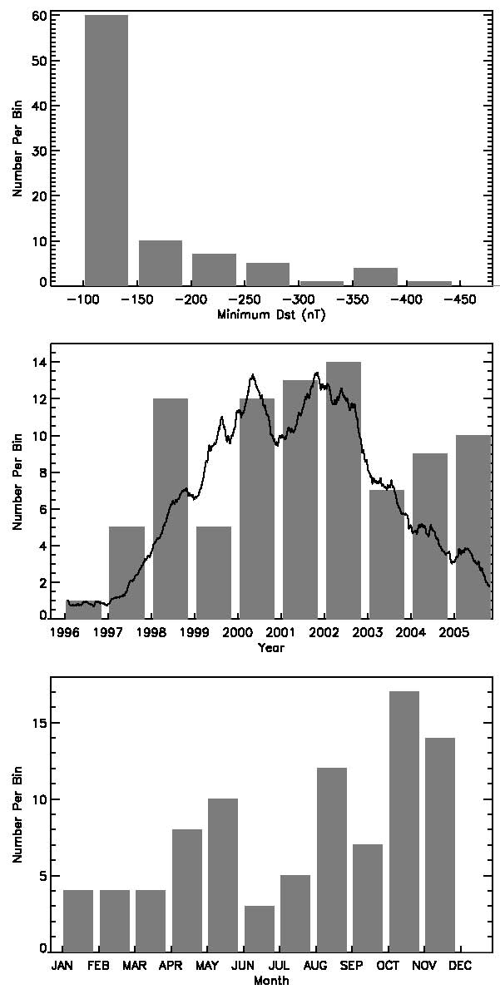 60
50
40
30
20
10
0
Number Per Bin
−100 −150 −200 −250 −300 −350 −400 −450
Minimum Dst (nT)
14
12
10
8
6
4
2
0
Number Per Bin
1996 1997 1998 1999 2000 2001 2002 2003 2004 2005
Year
15
10
5
0
Number Per Bin
JAN FEB MAR APR MAY JUN JUL AUG SEP OCT NOV DEC
Month